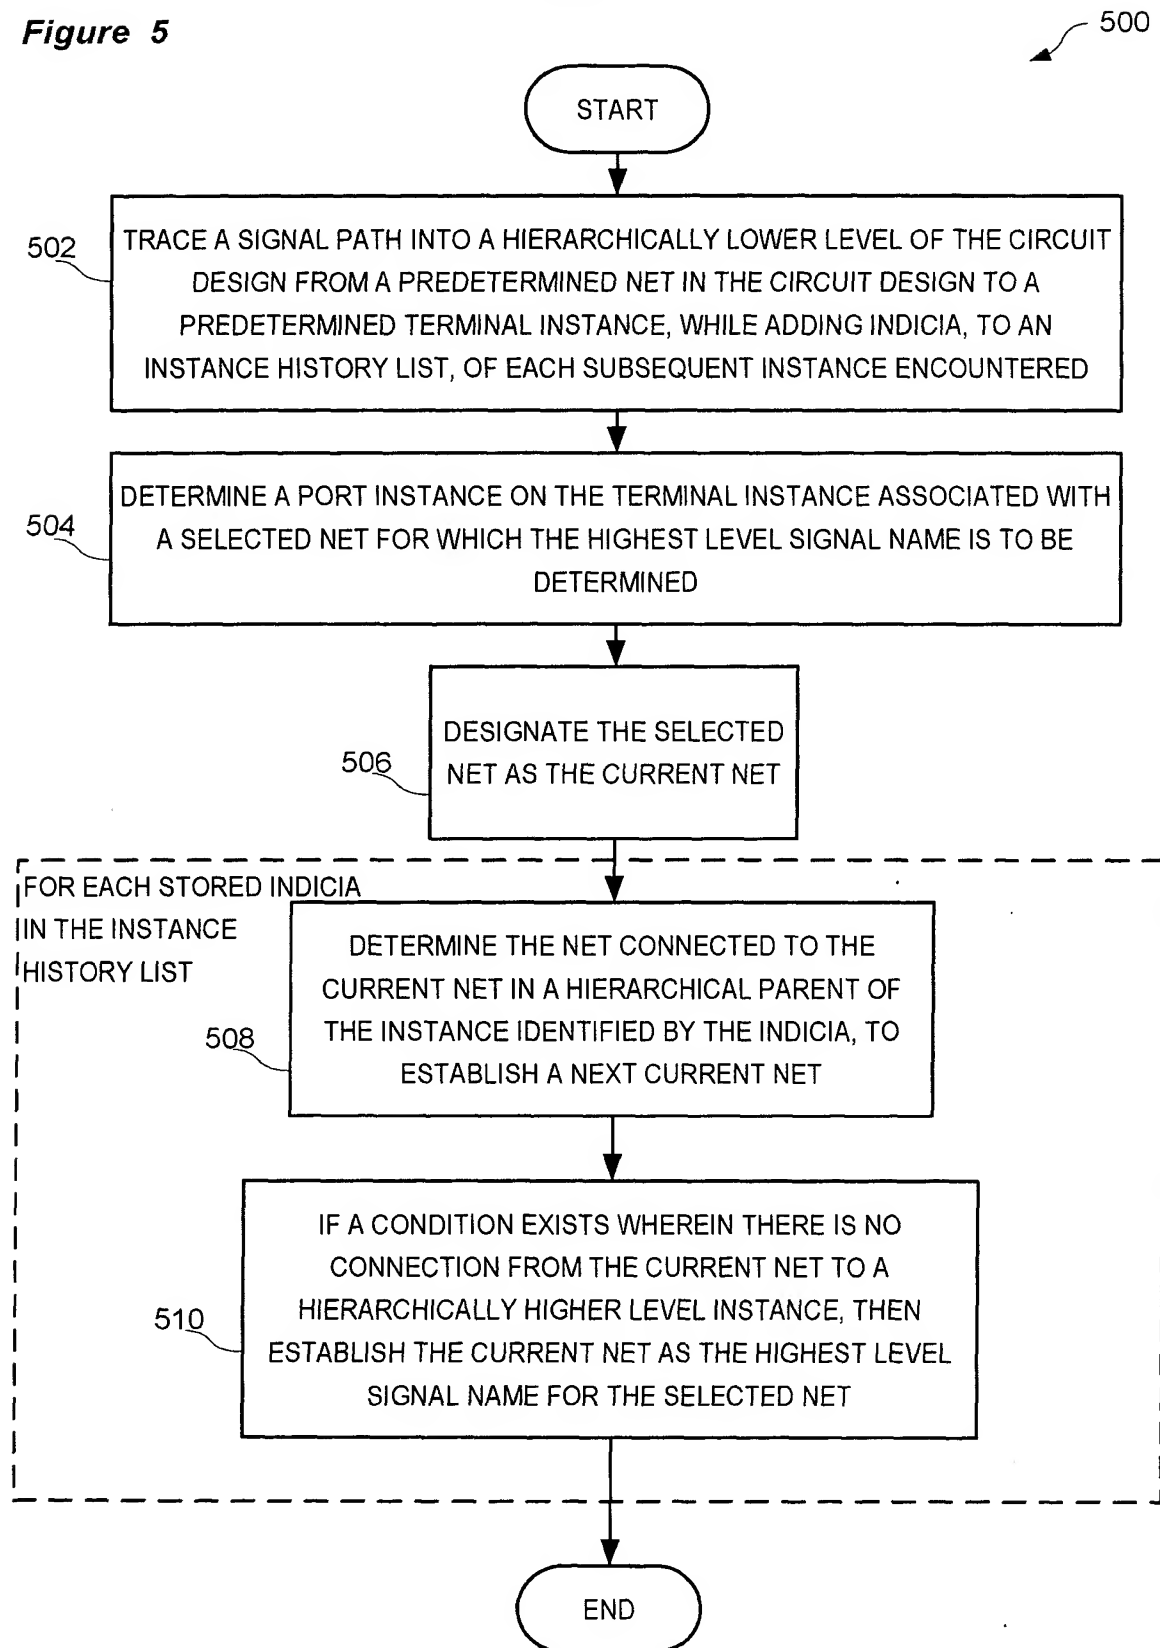 Figure 5
500
START
502
TRACE A SIGNAL PATH INTO A HIERARCHICALLY LOWER LEVEL OF THE CIRCUIT
DESIGN FROM A PREDETERMINED NET IN THE CIRCUIT DESIGN TO A
PREDETERMINED TERMINAL INSTANCE, WHILE ADDING INDICIA, TO AN
INSTANCE HISTORY LIST, OF EACH SUBSEQUENT INSTANCE ENCOUNTERED
504
DETERMINE A PORT INSTANCE ON THE TERMINAL INSTANCE ASSOCIATED WITH
A SELECTED NET FOR WHICH THE HIGHEST LEVEL SIGNAL NAME IS TO BE
DETERMINED
506
DESIGNATE THE SELECTED
NET AS THE CURRENT NET
FOR EACH STORED INDICIA
IN THE INSTANCE
HISTORY LIST
508
DETERMINE THE NET CONNECTED TO THE
CURRENT NET IN A HIERARCHICAL PARENT OF
THE INSTANCE IDENTIFIED BY THE INDICIA, TO
ESTABLISH A NEXT CURRENT NET
510
IF A CONDITION EXISTS WHEREIN THERE IS NO
CONNECTION FROM THE CURRENT NET TO A
HIERARCHICALLY HIGHER LEVEL INSTANCE, THEN
ESTABLISH THE CURRENT NET AS THE HIGHEST LEVEL
SIGNAL NAME FOR THE SELECTED NET
END